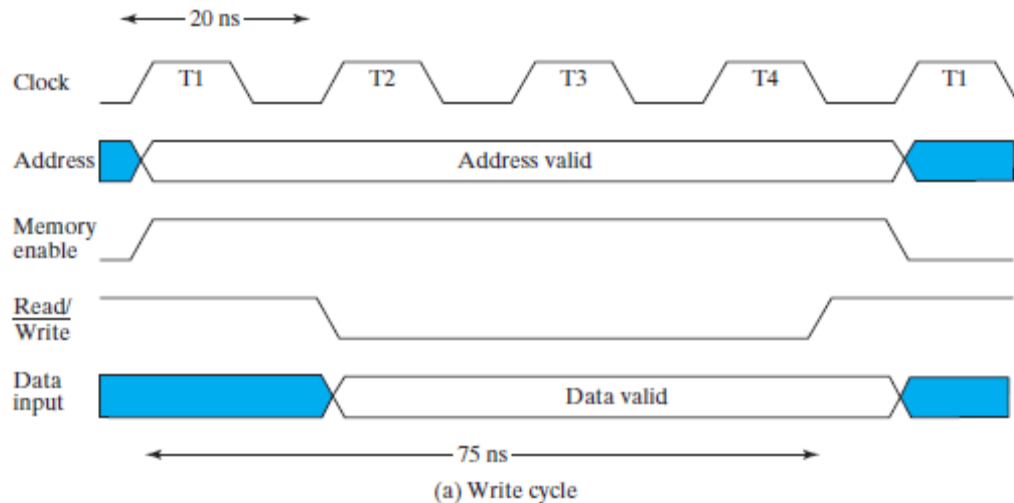 20 ns
Clock T1 T2 T3 T4 T1
Address Address valid
Memory
enable
Read/
Write
Data
input Data valid
75 ns
(a) Write cycle